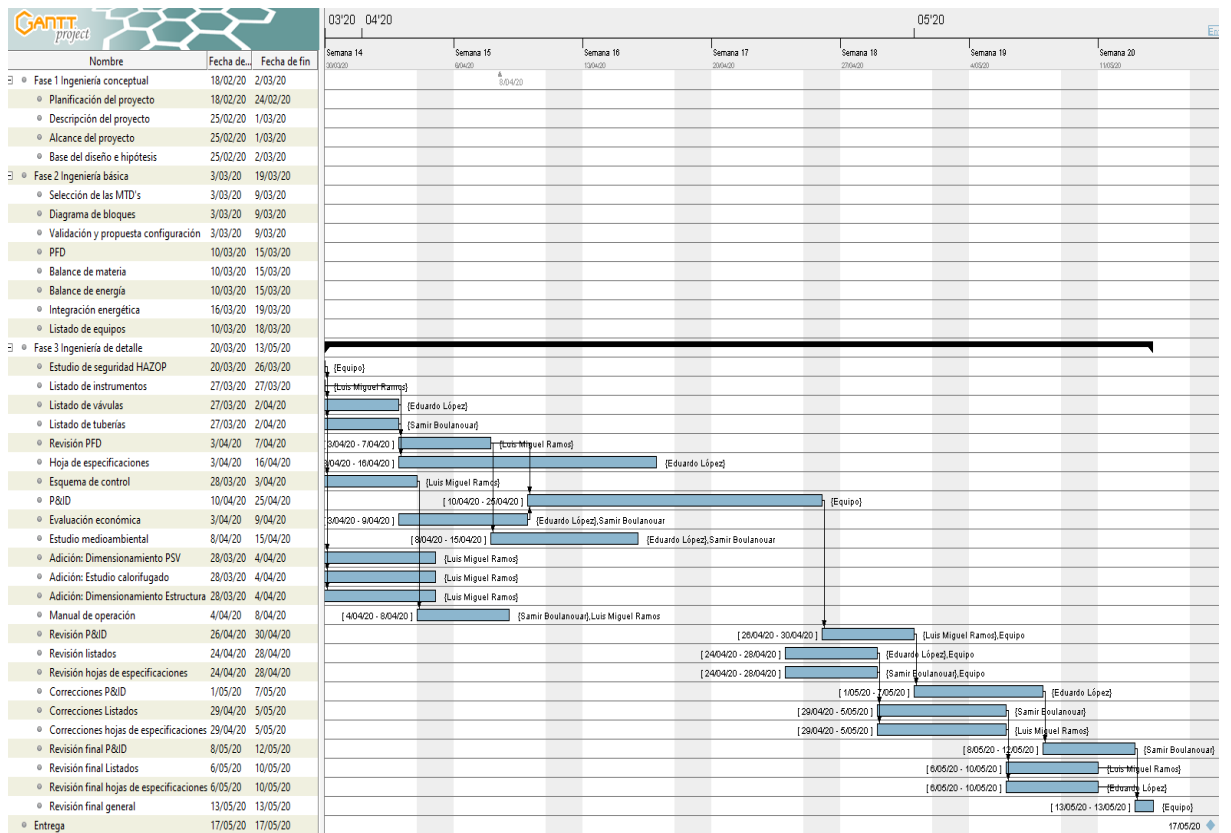 GANTT project
03'20 04'20 05'20
En
Nombre Fecha de... Fecha de fin
Semana 14 Semana 15 Semana 16 Semana 17 Semana 18 Semana 19 Semana 20
30/03/20 6/04/20 13/04/20 20/04/20 27/04/20 4/05/20 11/05/20
8/04/20
Fase 1 Ingeniería conceptual 18/02/20 2/03/20
Planificación del proyecto 18/02/20 24/02/20
Descripción del proyecto 25/02/20 1/03/20
Alcance del proyecto 25/02/20 1/03/20
Base del diseño e hipótesis 25/02/20 2/03/20
Fase 2 Ingeniería básica 3/03/20 19/03/20
Selección de las MTD's 3/03/20 9/03/20
Diagrama de bloques 3/03/20 9/03/20
Validación y propuesta configuración 3/03/20 9/03/20
PFD 10/03/20 15/03/20
Balance de materia 10/03/20 15/03/20
Balance de energía 10/03/20 15/03/20
Integración energética 16/03/20 19/03/20
Listado de equipos 10/03/20 18/03/20
Fase 3 Ingeniería de detalle 20/03/20 13/05/20
Estudio de seguridad HAZOP 20/03/20 26/03/20 {Equipo}
Listado de instrumentos 27/03/20 27/03/20 {Luis Miguel Ramos}
Listado de vávulas 27/03/20 2/04/20 {Eduardo López}
Listado de tuberías 27/03/20 2/04/20 {Samir Boulanouar}
Revisión PFD 3/04/20 7/04/20 3/04/20 - 7/04/20 ] {Luis Miguel Ramos}
Hoja de especificaciones 3/04/20 16/04/20 3/04/20 - 16/04/20 ] {Eduardo López}
Esquema de control 28/03/20 3/04/20 {Luis Miguel Ramos}
P&ID 10/04/20 25/04/20 [ 10/04/20 - 25/04/20 ] {Equipo}
Evaluación económica 3/04/20 9/04/20 3/04/20 - 9/04/20 ] {Eduardo López},Samir Boulanouar
Estudio medioambiental 8/04/20 15/04/20 [ 8/04/20 - 15/04/20 ] {Eduardo López},Samir Boulanouar
Adición: Dimensionamiento PSV 28/03/20 4/04/20 {Luis Miguel Ramos}
Adición: Estudio calorifugado 28/03/20 4/04/20 {Luis Miguel Ramos}
Adición: Dimensionamiento Estructura 28/03/20 4/04/20 {Luis Miguel Ramos}
Manual de operación 4/04/20 8/04/20 [ 4/04/20 - 8/04/20 ] {Samir Boulanouar},Luis Miguel Ramos
Revisión P&ID 26/04/20 30/04/20 [ 26/04/20 - 30/04/20 ] {Luis Miguel Ramos},Equipo
Revisión listados 24/04/20 28/04/20 [ 24/04/20 - 28/04/20 ] {Eduardo López},Equipo
Revisión hojas de especificaciones 24/04/20 28/04/20 [ 24/04/20 - 28/04/20 ] {Samir Boulanouar},Equipo
Correcciones P&ID 1/05/20 7/05/20 [ 1/05/20 - 7/05/20 ] {Eduardo López}
Correcciones Listados 29/04/20 5/05/20 [ 29/04/20 - 5/05/20 ] {Samir Boulanouar}
Correcciones hojas de especificaciones 29/04/20 5/05/20 [ 29/04/20 - 5/05/20 ] {Luis Miguel Ramos}
Revisión final P&ID 8/05/20 12/05/20 [ 8/05/20 - 12/05/20 ] {Samir Boulanouar}
Revisión final Listados 6/05/20 10/05/20 [ 6/05/20 - 10/05/20 ] {Luis Miguel Ramos}
Revisión final hojas de especificaciones 6/05/20 10/05/20 [ 6/05/20 - 10/05/20 ] {Eduardo López}
Revisión final general 13/05/20 13/05/20 [ 13/05/20 - 13/05/20 ] {Equipo}
Entrega 17/05/20 17/05/20 17/05/20